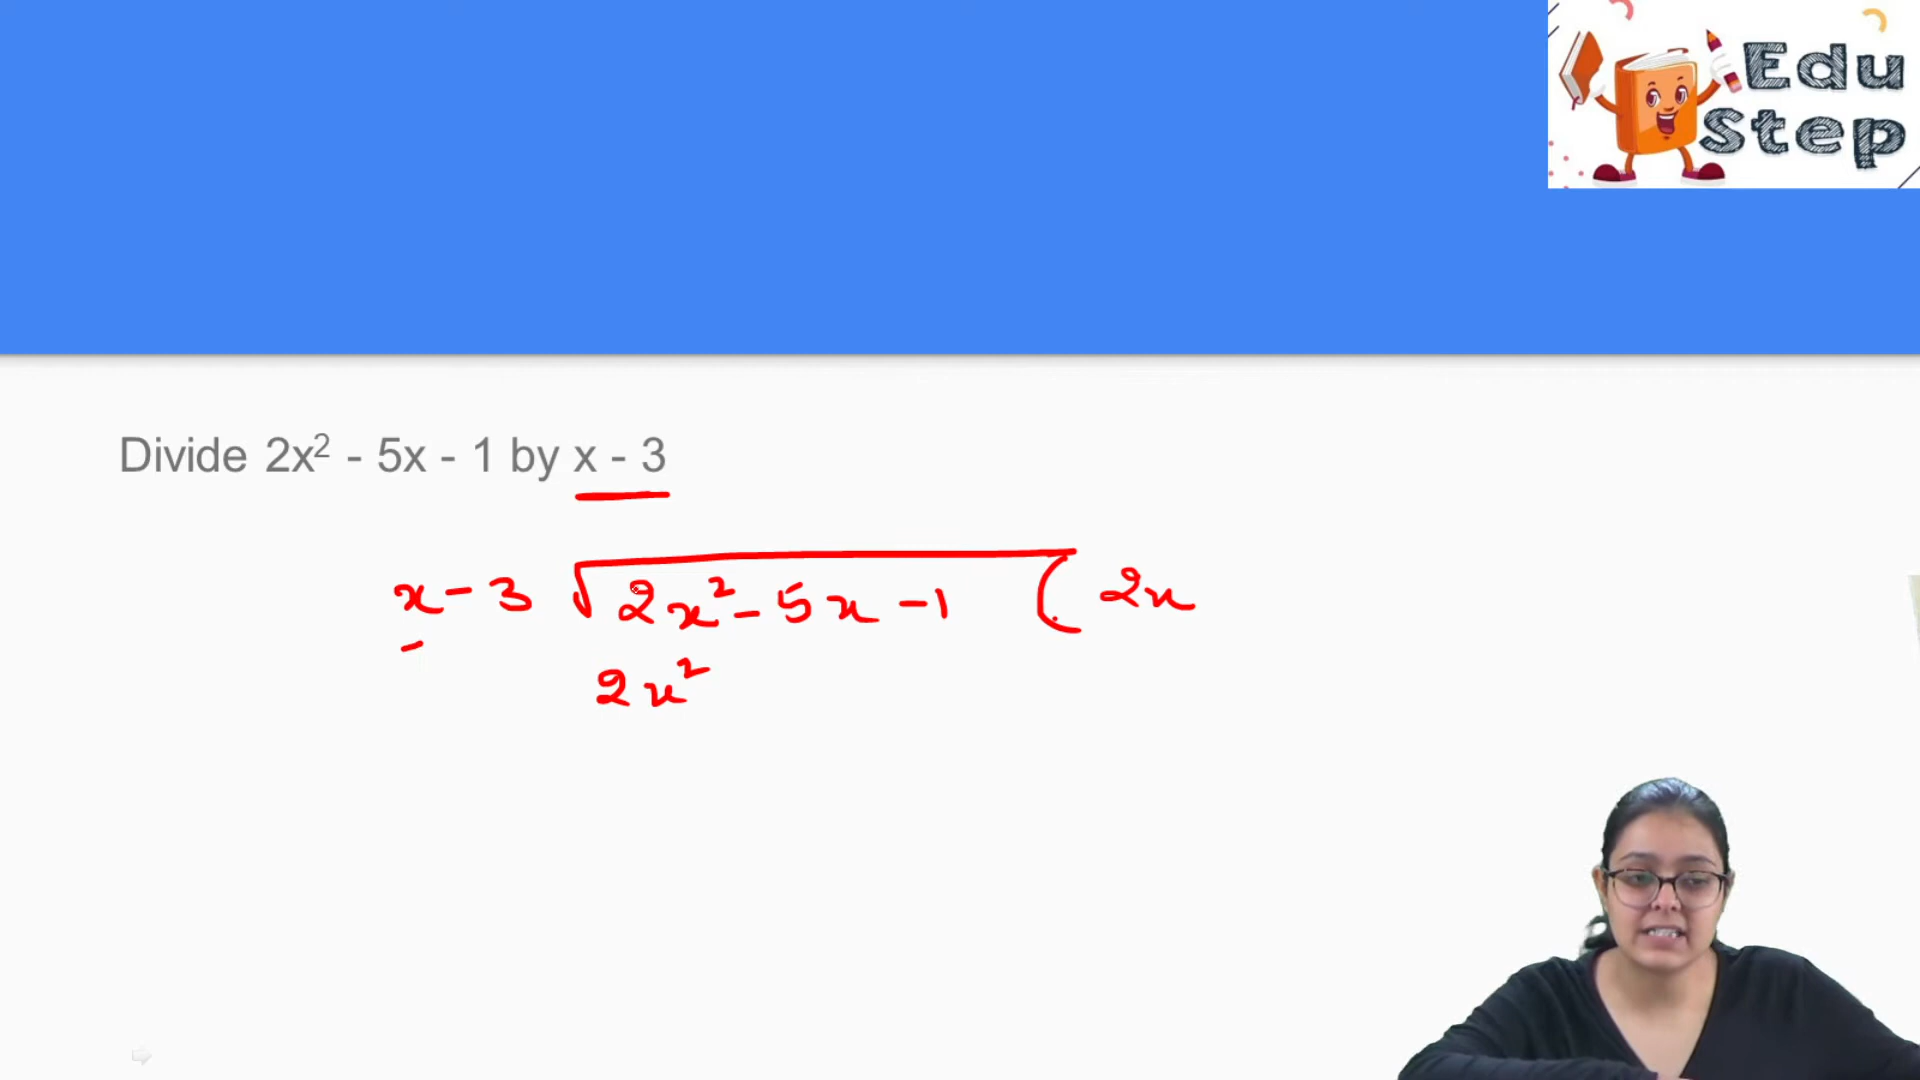 Edu
Step
Divide 2x² - 5x - 1 by x - 3
x - 3 √2x² - 5x - 1 ( 2x
2x²